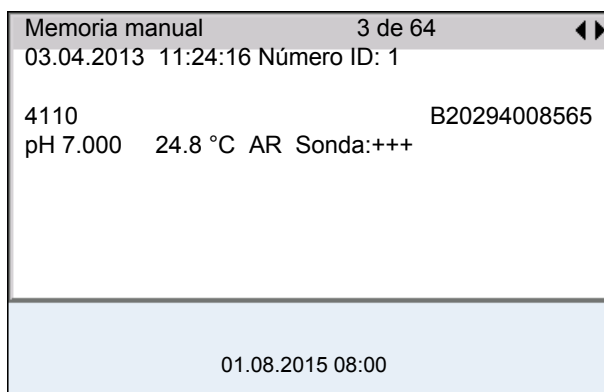 Memoria manual 3 de 64
03.04.2013 11:24:16 Número ID: 1
4110 B20294008565
pH 7.000 24.8 °C AR Sonda:+++
01.08.2015 08:00